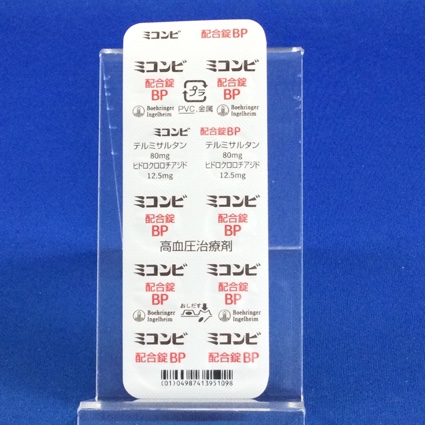 ミコンビ 配合錠BP
ミコンビ ミコンビ
配合錠 配合錠
BP プラ BP
Boehringer Ingelheim PVC,金属 Boehringer Ingelheim
ミコンビ 配合錠BP
テルミサルタン テルミサルタン
80mg 80mg
ヒドロクロロチアジド ヒドロクロロチアジド
12.5mg 12.5mg
ミコンビ ミコンビ
配合錠 配合錠
BP BP
高血圧治療剤
ミコンビ ミコンビ
配合錠 配合錠
BP おしだす BP
Boehringer Ingelheim Boehringer Ingelheim
ミコンビ ミコンビ
配合錠BP 配合錠BP
(01)04987413951098